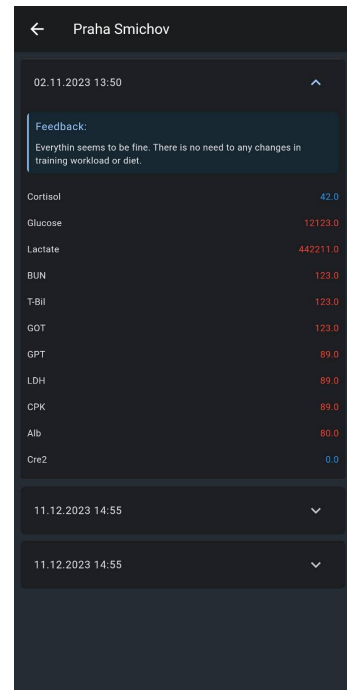 Praha Smichov
02.11.2023 13:50
Feedback:
Everythin seems to be fine. There is no need to any changes in
training workload or diet.
Cortisol 42.0
Glucose 12123.0
Lactate 442211.0
BUN 123.0
T-Bil 123.0
GOT 123.0
GPT 89.0
LDH 89.0
CPK 89.0
Alb 80.0
Cre2 0.0
11.12.2023 14:55
11.12.2023 14:55